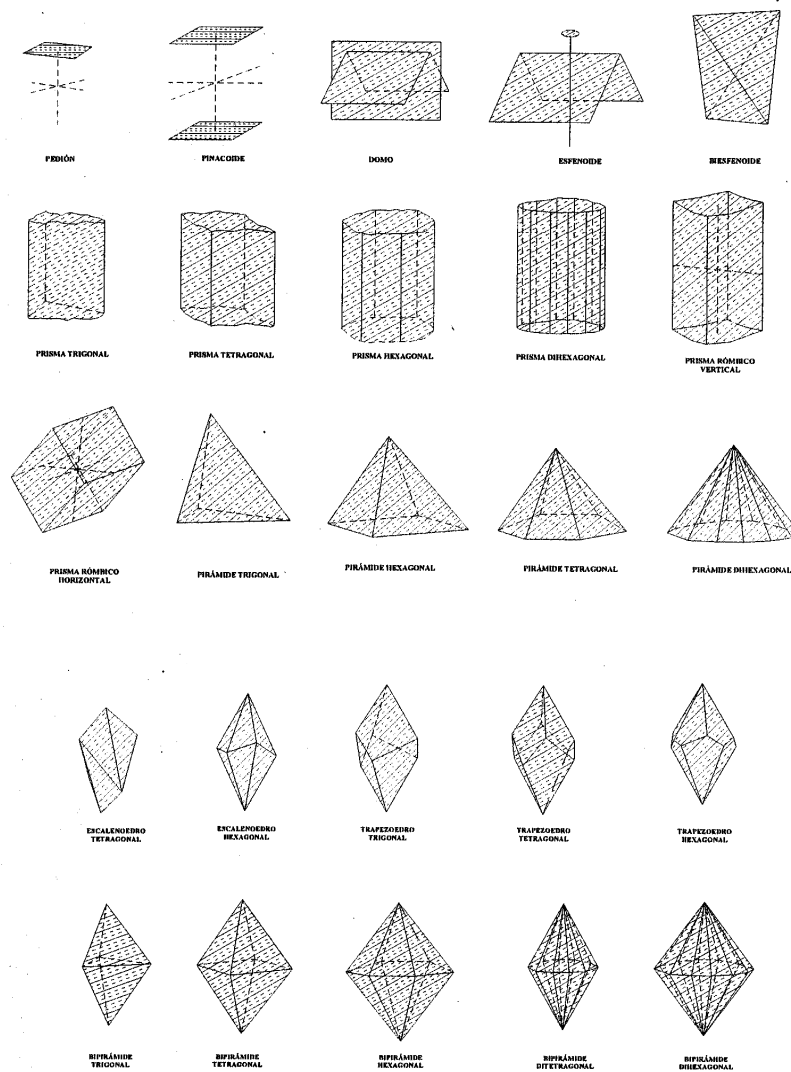 PEDIÓN
PINACOIDE
DOMO
ESFENOIDE
BIESFENOIDE
PRISMA TRIGONAL
PRISMA TETRAGONAL
PRISMA HEXAGONAL
PRISMA DIHEXAGONAL
PRISMA RÓMBICO
VERTICAL
PRISMA RÓMBICO
HORIZONTAL
PIRÁMIDE TRIGONAL
PIRÁMIDE HEXAGONAL
PIRÁMIDE TETRAGONAL
PIRÁMIDE DIHEXAGONAL
ESCALENOEDRO
TETRAGONAL
ESCALENOEDRO
HEXAGONAL
TRAPEZOEDRO
TRIGONAL
TRAPEZOEDRO
TETRAGONAL
TRAPEZOEDRO
HEXAGONAL
BIPIRÁMIDE
TRIGONAL
BIPIRÁMIDE
TETRAGONAL
BIPIRÁMIDE
HEXAGONAL
BIPIRÁMIDE
DITETRAGONAL
BIPIRÁMIDE
DIHEXAGONAL